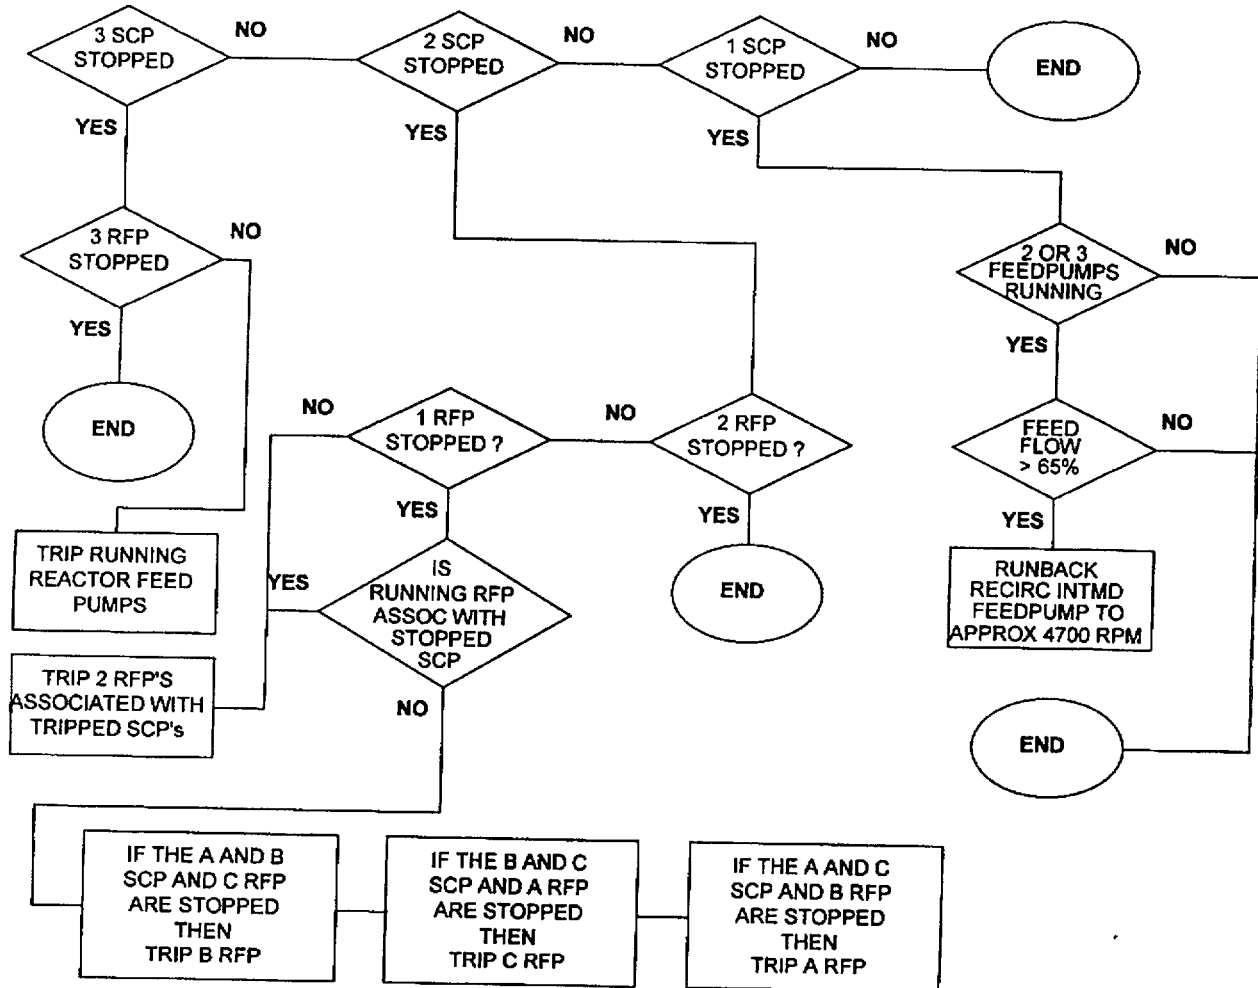 3 SCP
STOPPED
NO
2 SCP
STOPPED
NO
1 SCP
STOPPED
NO
END
YES
YES
YES
3 RFP
STOPPED
NO
YES
END
2 OR 3
FEEDPUMPS
RUNNING
NO
YES
FEED
FLOW
> 65%
NO
YES
RUNBACK
RECIRC INTMD
FEEDPUMP TO
APPROX 4700 RPM
END
2 RFP
STOPPED ?
NO
YES
END
1 RFP
STOPPED ?
NO
YES
IS
RUNNING RFP
ASSOC WITH
STOPPED
SCP
YES
NO
TRIP RUNNING
REACTOR FEED
PUMPS
TRIP 2 RFP'S
ASSOCIATED WITH
TRIPPED SCP's
IF THE A AND B
SCP AND C RFP
ARE STOPPED
THEN
TRIP B RFP
IF THE B AND C
SCP AND A RFP
ARE STOPPED
THEN
TRIP C RFP
IF THE A AND C
SCP AND B RFP
ARE STOPPED
THEN
TRIP A RFP